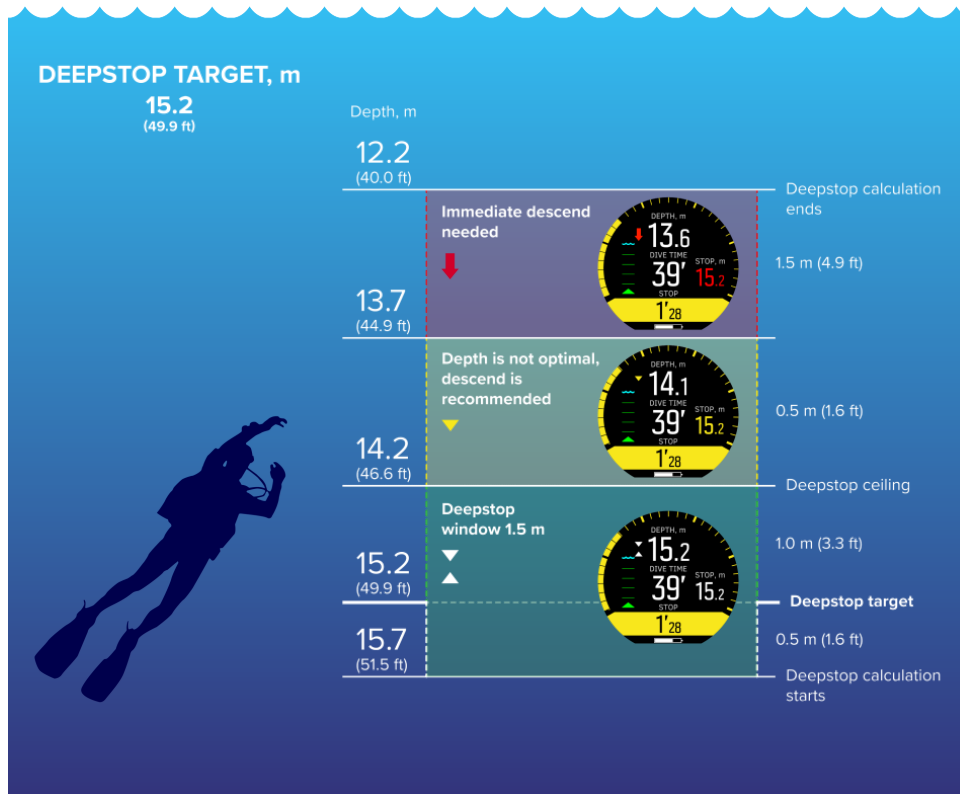 DEEPSTOP TARGET, m
15.2
(49.9 ft)
Depth, m
12.2
(40.0 ft)
Deepstop calculation
ends
Immediate descend
needed
DEPTH, m
13.6
DIVE TIME
39'
STOP, m
15.2
STOP
1'28
1.5 m (4.9 ft)
13.7
(44.9 ft)
Depth is not optimal,
descend is
recommended
DEPTH, m
14.1
DIVE TIME
39'
STOP, m
15.2
STOP
1'28
0.5 m (1.6 ft)
14.2
(46.6 ft)
Deepstop ceiling
Deepstop
window 1.5 m
DEPTH, m
15.2
DIVE TIME
39'
STOP, m
15.2
STOP
1'28
1.0 m (3.3 ft)
15.2
(49.9 ft)
Deepstop target
15.7
(51.5 ft)
0.5 m (1.6 ft)
Deepstop calculation
starts